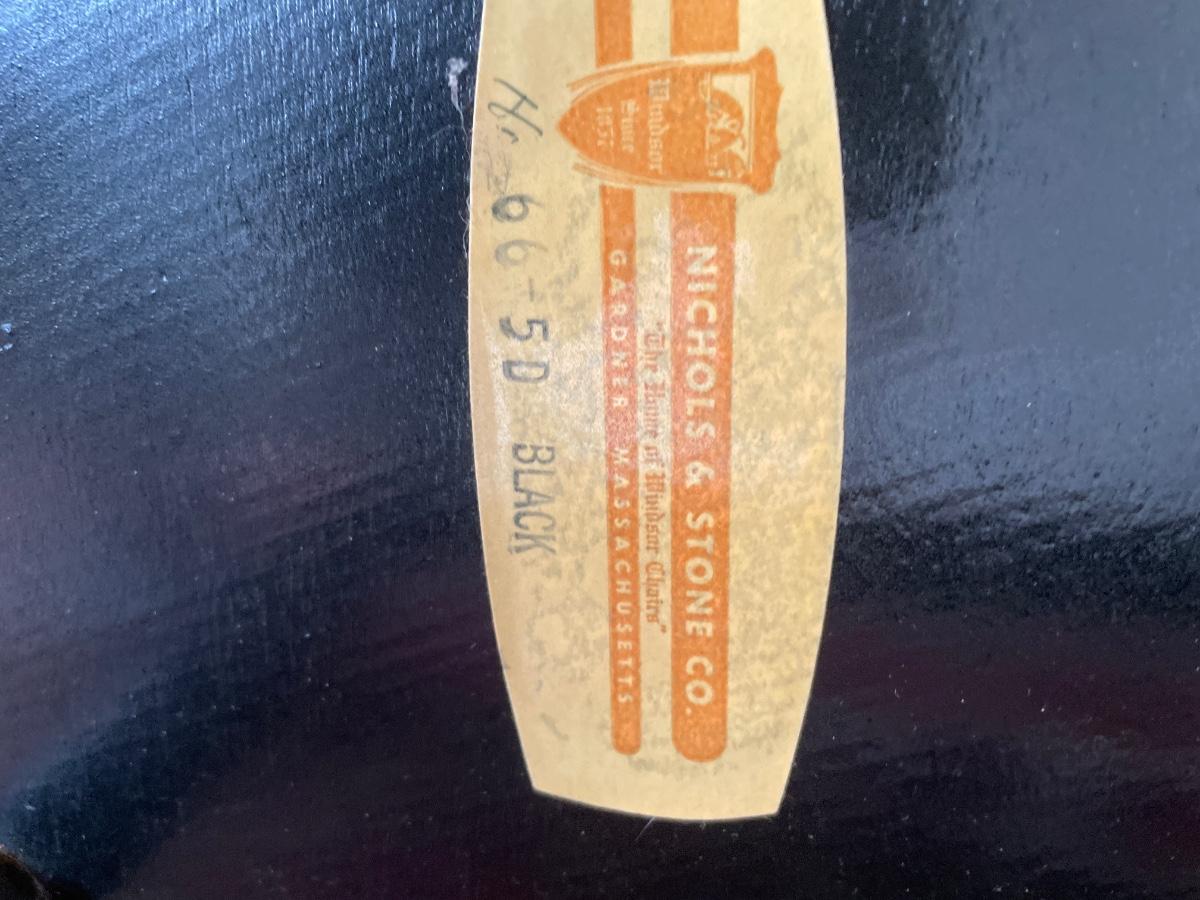 Windsor
Since
1857
NICHOLS & STONE CO.
"The Home of Windsor Chairs"
GARDNER MASSACHUSETTS
66-5D BLACK